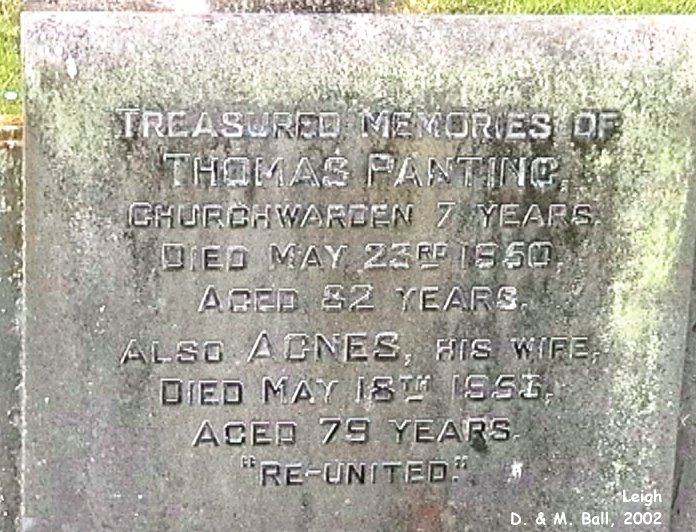 TREASURED MEMORIES OF
THOMAS PANTING,
CHURCHWARDEN 7 YEARS.
DIED MAY 23RD 1950,
AGED 82 YEARS.
ALSO AGNES, HIS WIFE,
DIED MAY 18TH 1953,
AGED 79 YEARS.
"RE-UNITED."
Leigh
D. & M. Ball, 2002